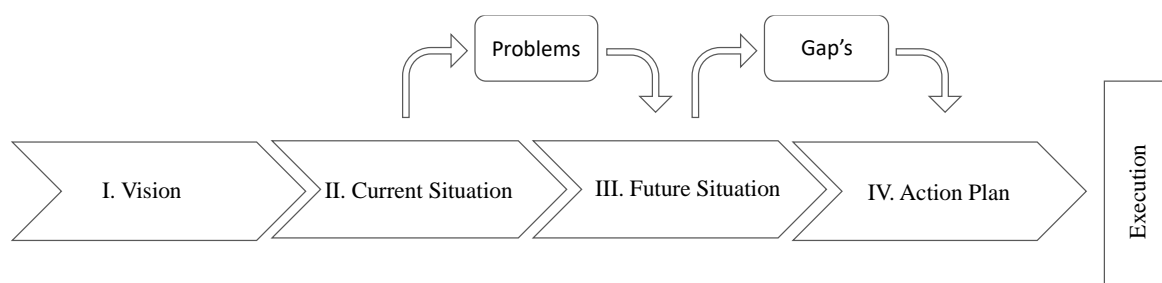 Problems
Gap's
I. Vision
II. Current Situation
III. Future Situation
IV. Action Plan
Execution